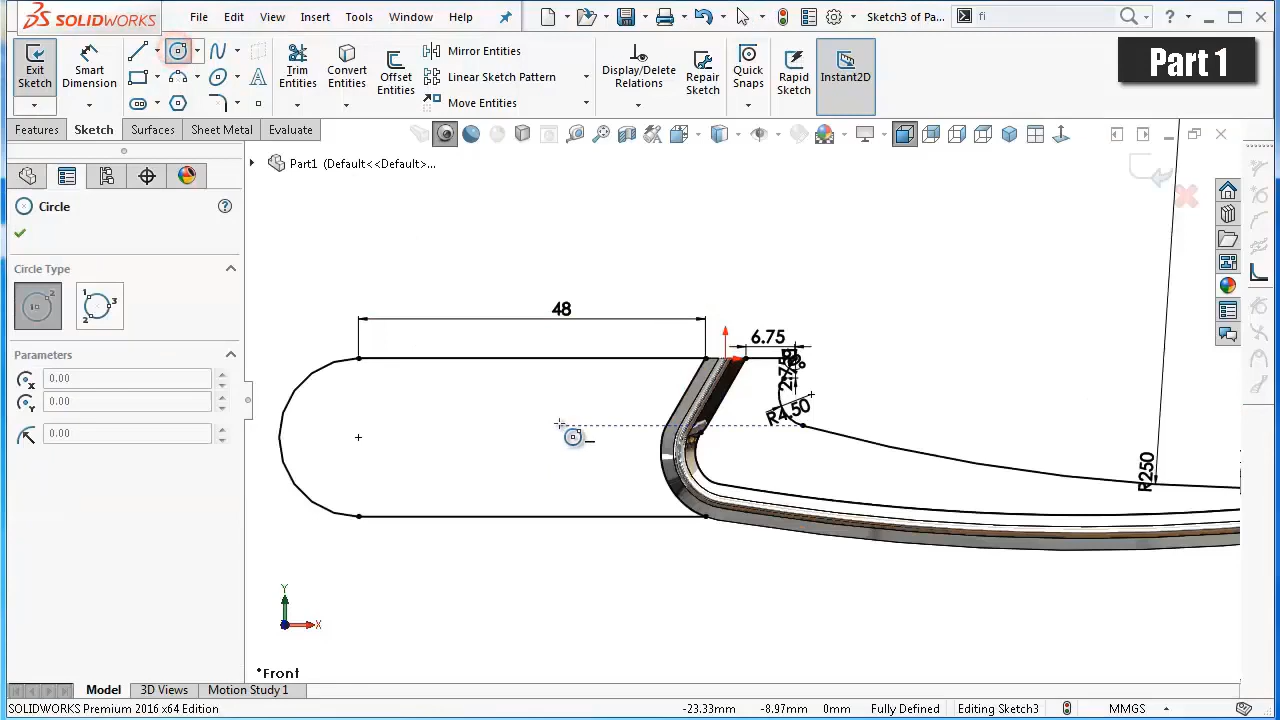 SOLIDWORKS
File
Edit
View
Insert
Tools
Window
Help
Sketch3 of Pa...
fi
Part 1
Exit Sketch
Smart Dimension
Trim Entities
Convert Entities
Offset Entities
Mirror Entities
Linear Sketch Pattern
Move Entities
Display/Delete Relations
Repair Sketch
Quick Snaps
Rapid Sketch
Instant2D
Features
Sketch
Surfaces
Sheet Metal
Evaluate
Part1 (Default<<Default>...
Circle
Circle Type
Parameters
0.00
0.00
0.00
48
6.75
R4.50
R250
Y
X
*Front
Model
3D Views
Motion Study 1
SOLIDWORKS Premium 2016 x64 Edition
-23.33mm
-8.97mm
0mm
Fully Defined
Editing Sketch3
MMGS